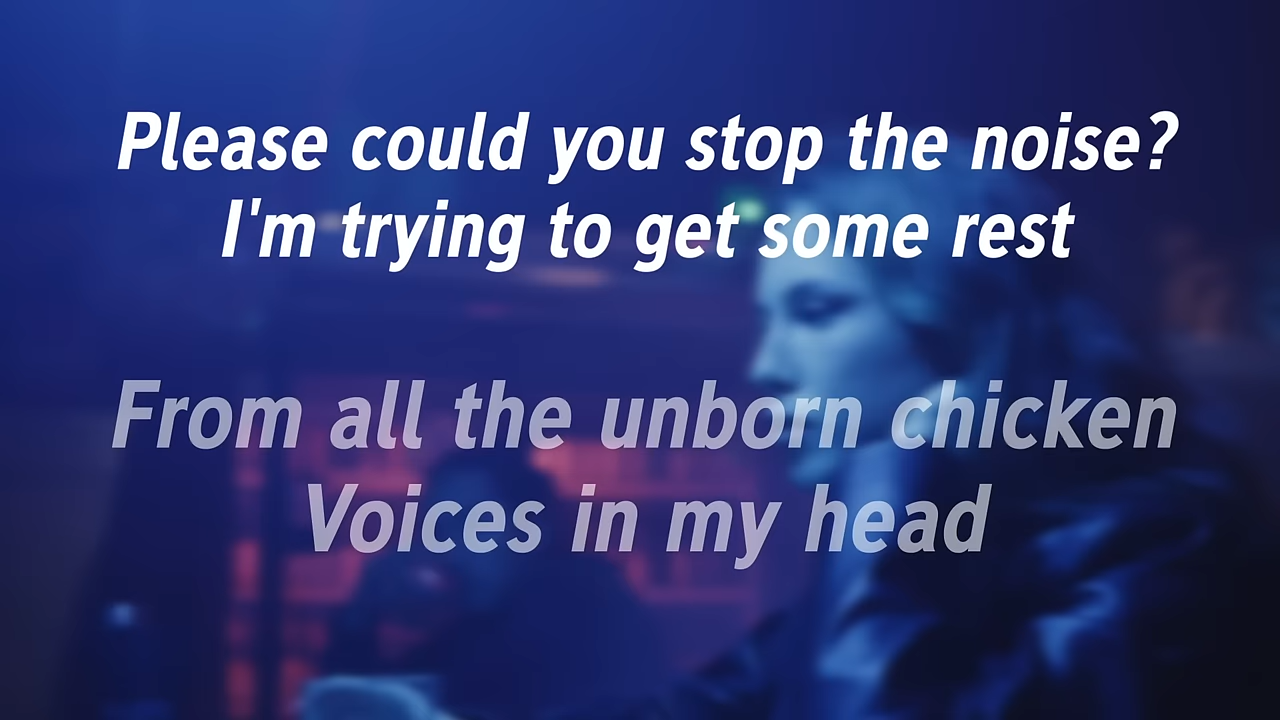 Please could you stop the noise?
I'm trying to get some rest
From all the unborn chicken
Voices in my head